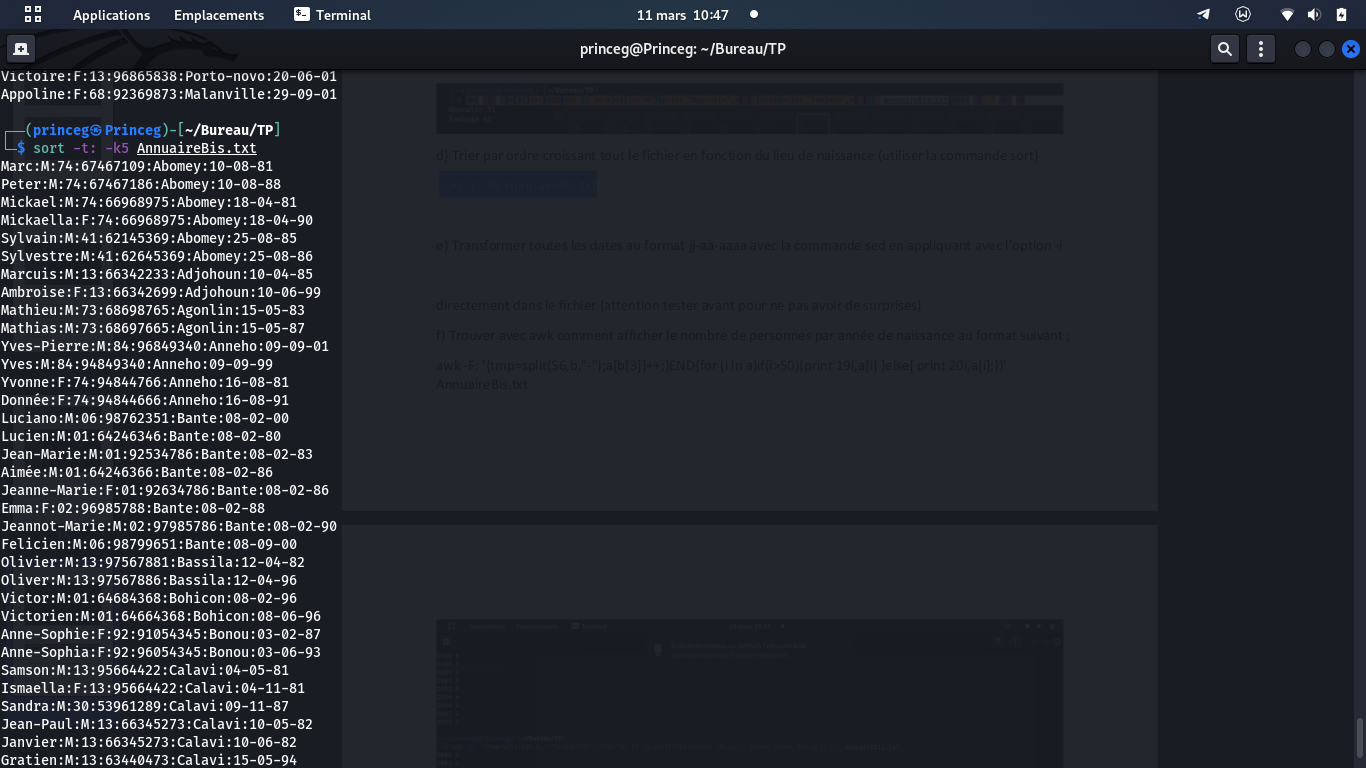 Applications Emplacements Terminal 11 mars 10:47
princeg@Princeg: ~/Bureau/TP
Victoire:F:13:96865838:Porto-novo:20-06-01
Appoline:F:68:92369873:Malanville:29-09-01
(princeg㉿Princeg)-[~/Bureau/TP]
$ sort -t: -k5 AnnuaireBis.txt
Marc:M:74:67467109:Abomey:10-08-81
Peter:M:74:67467186:Abomey:10-08-88
Mickael:M:74:66968975:Abomey:18-04-81
Mickaella:F:74:66968975:Abomey:18-04-90
Sylvain:M:41:62145369:Abomey:25-08-85
Sylvestre:M:41:62645369:Abomey:25-08-86
Marcuis:M:13:66342233:Adjohoun:10-04-85
Ambroise:F:13:66342699:Adjohoun:10-06-99
Mathieu:M:73:68698765:Agonlin:15-05-83
Mathias:M:73:68697665:Agonlin:15-05-87
Yves-Pierre:M:84:96849340:Anneho:09-09-01
Yves:M:84:94849340:Anneho:09-09-99
Yvonne:F:74:94844766:Anneho:16-08-81
Donnée:F:74:94844666:Anneho:16-08-91
Luciano:M:06:98762351:Bante:08-02-00
Lucien:M:01:64246346:Bante:08-02-80
Jean-Marie:M:01:92534786:Bante:08-02-83
Aimée:M:01:64246366:Bante:08-02-86
Jeanne-Marie:F:01:92634786:Bante:08-02-86
Emma:F:02:96985788:Bante:08-02-88
Jeannot-Marie:M:02:97985786:Bante:08-02-90
Felicien:M:06:98799651:Bante:08-09-00
Olivier:M:13:97567881:Bassila:12-04-82
Oliver:M:13:97567886:Bassila:12-04-96
Victor:M:01:64684368:Bohicon:08-02-96
Victorien:M:01:64664368:Bohicon:08-06-96
Anne-Sophie:F:92:91054345:Bonou:03-02-87
Anne-Sophia:F:92:96054345:Bonou:03-06-93
Samson:M:13:95664422:Calavi:04-05-81
Ismaella:F:13:95664422:Calavi:04-11-81
Sandra:M:30:53961289:Calavi:09-11-87
Jean-Paul:M:13:66345273:Calavi:10-05-82
Janvier:M:13:66345273:Calavi:10-06-82
Gratien:M:13:63440473:Calavi:15-05-94
d) Trier par ordre croissant tout le fichier en fonction du lieu de naissance (utiliser la commande sort)
e) Transformer toutes les dates au format jj-aa-aaaa avec la commande sed en appliquant avec l'option -i
directement dans le fichier (attention tester avant pour ne pas avoir de surprises)
f) Trouver avec awk comment afficher le nombre de personnes par année de naissance au format suivant :
awk -F: '{tmp=split($6,b,"-");a[b[3]]++;}END{for (i in a)if(i>50){print 19i,a[i] }else{ print 20i,a[i];}}'
AnnuaireBis.txt